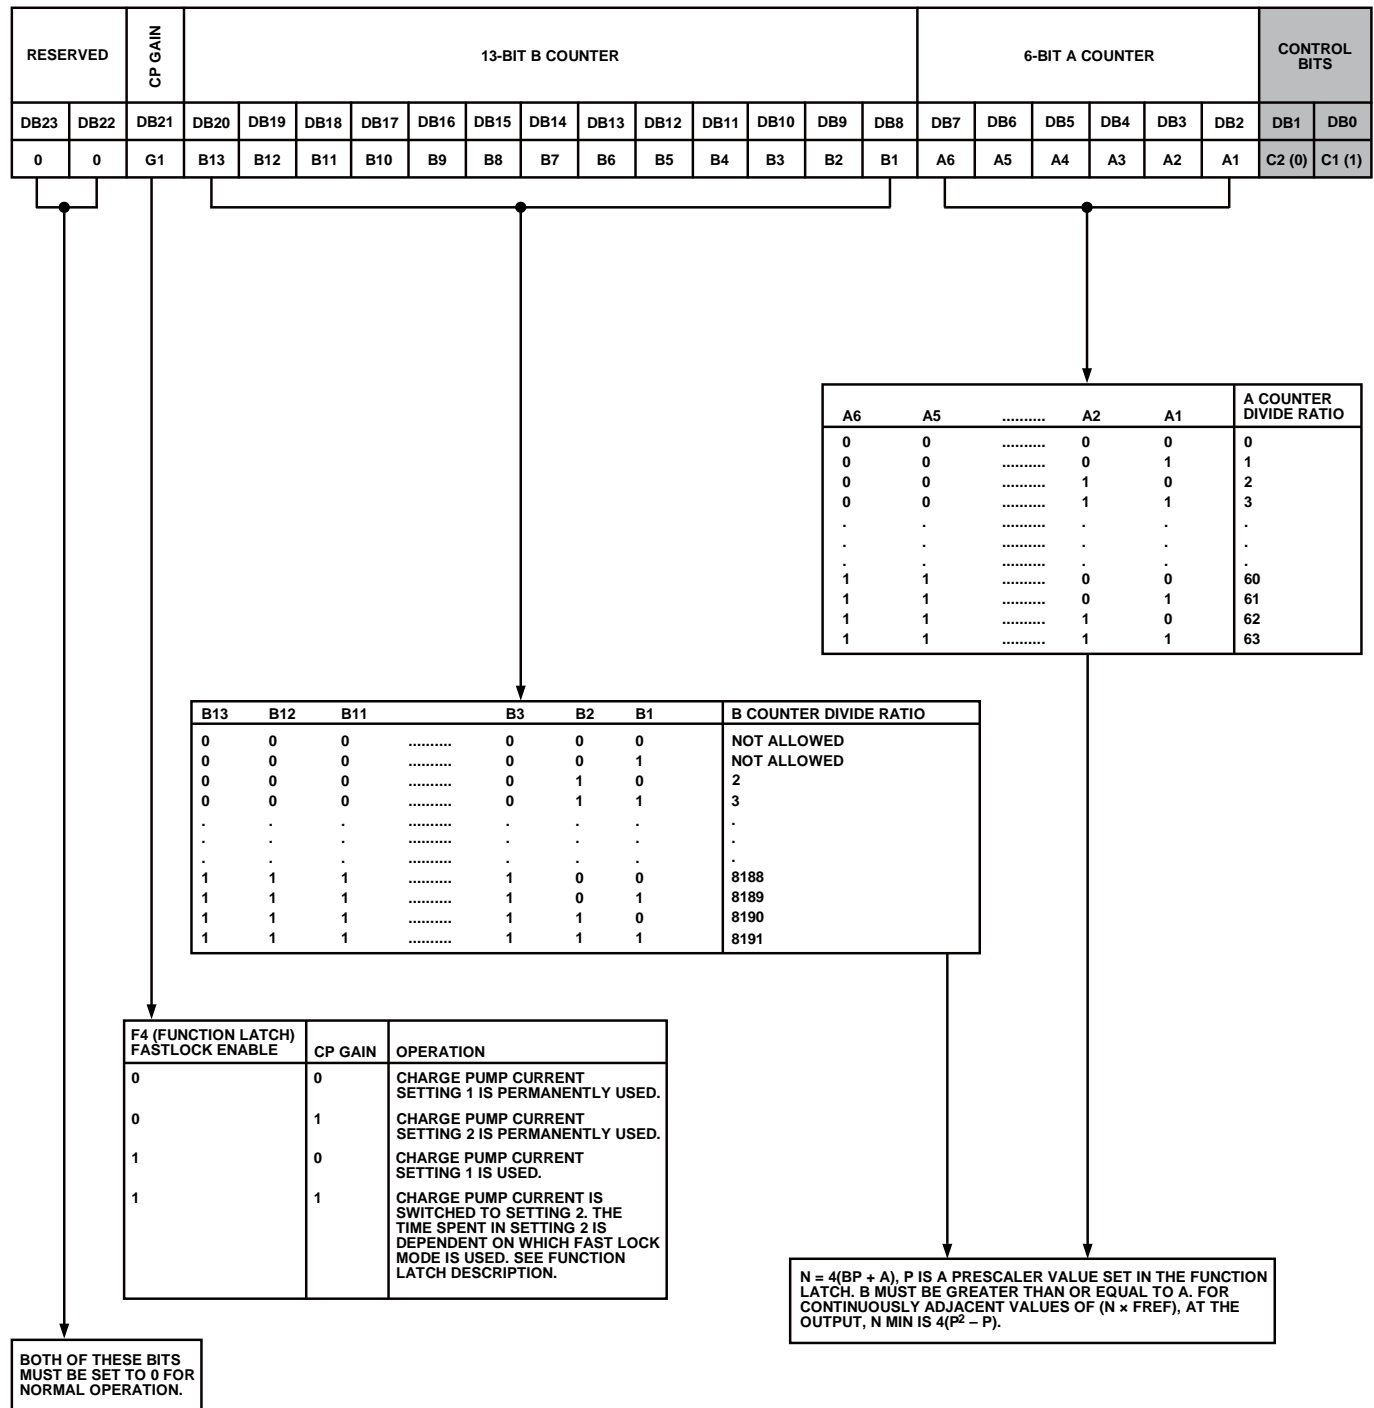 RESERVED CP GAIN 13-BIT B COUNTER 6-BIT A COUNTER CONTROL
BITS
DB23 DB22 DB21 DB20 DB19 DB18 DB17 DB16 DB15 DB14 DB13 DB12 DB11 DB10 DB9 DB8 DB7 DB6 DB5 DB4 DB3 DB2 DB1 DB0
0 0 G1 B13 B12 B11 B10 B9 B8 B7 B6 B5 B4 B3 B2 B1 A6 A5 A4 A3 A2 A1 C2 (0) C1 (1)
A COUNTER
A6 A5 .......... A2 A1 DIVIDE RATIO
0 0 .......... 0 0 0
0 0 .......... 0 1 1
0 0 .......... 1 0 2
0 0 .......... 1 1 3
. . .......... . . .
. . .......... . . .
. . .......... . . .
1 1 .......... 0 0 60
1 1 .......... 0 1 61
1 1 .......... 1 0 62
1 1 .......... 1 1 63
B13 B12 B11 B3 B2 B1 B COUNTER DIVIDE RATIO
0 0 0 .......... 0 0 0 NOT ALLOWED
0 0 0 .......... 0 0 1 NOT ALLOWED
0 0 0 .......... 0 1 0 2
0 0 0 .......... 0 1 1 3
. . . .......... . . . .
. . . .......... . . . .
. . . .......... . . . .
1 1 1 .......... 1 0 0 8188
1 1 1 .......... 1 0 1 8189
1 1 1 .......... 1 1 0 8190
1 1 1 .......... 1 1 1 8191
F4 (FUNCTION LATCH)
FASTLOCK ENABLE CP GAIN OPERATION
0 0 CHARGE PUMP CURRENT
SETTING 1 IS PERMANENTLY USED.
0 1 CHARGE PUMP CURRENT
SETTING 2 IS PERMANENTLY USED.
1 0 CHARGE PUMP CURRENT
SETTING 1 IS USED.
1 1 CHARGE PUMP CURRENT IS
SWITCHED TO SETTING 2. THE
TIME SPENT IN SETTING 2 IS
DEPENDENT ON WHICH FAST LOCK
MODE IS USED. SEE FUNCTION
LATCH DESCRIPTION.
N = 4(BP + A), P IS A PRESCALER VALUE SET IN THE FUNCTION
LATCH. B MUST BE GREATER THAN OR EQUAL TO A. FOR
CONTINUOUSLY ADJACENT VALUES OF (N × FREF), AT THE
OUTPUT, N MIN IS 4(P² – P).
BOTH OF THESE BITS
MUST BE SET TO 0 FOR
NORMAL OPERATION.